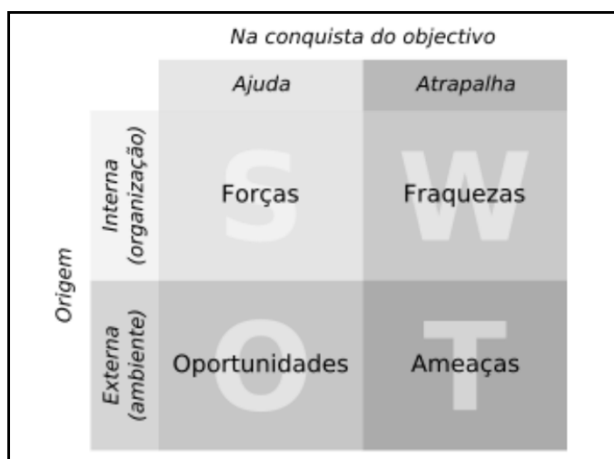 Na conquista do objectivo
Ajuda
Atrapalha
Origem
Interna
(organização)
S
Forças
W
Fraquezas
Externa
(ambiente)
O
Oportunidades
T
Ameaças